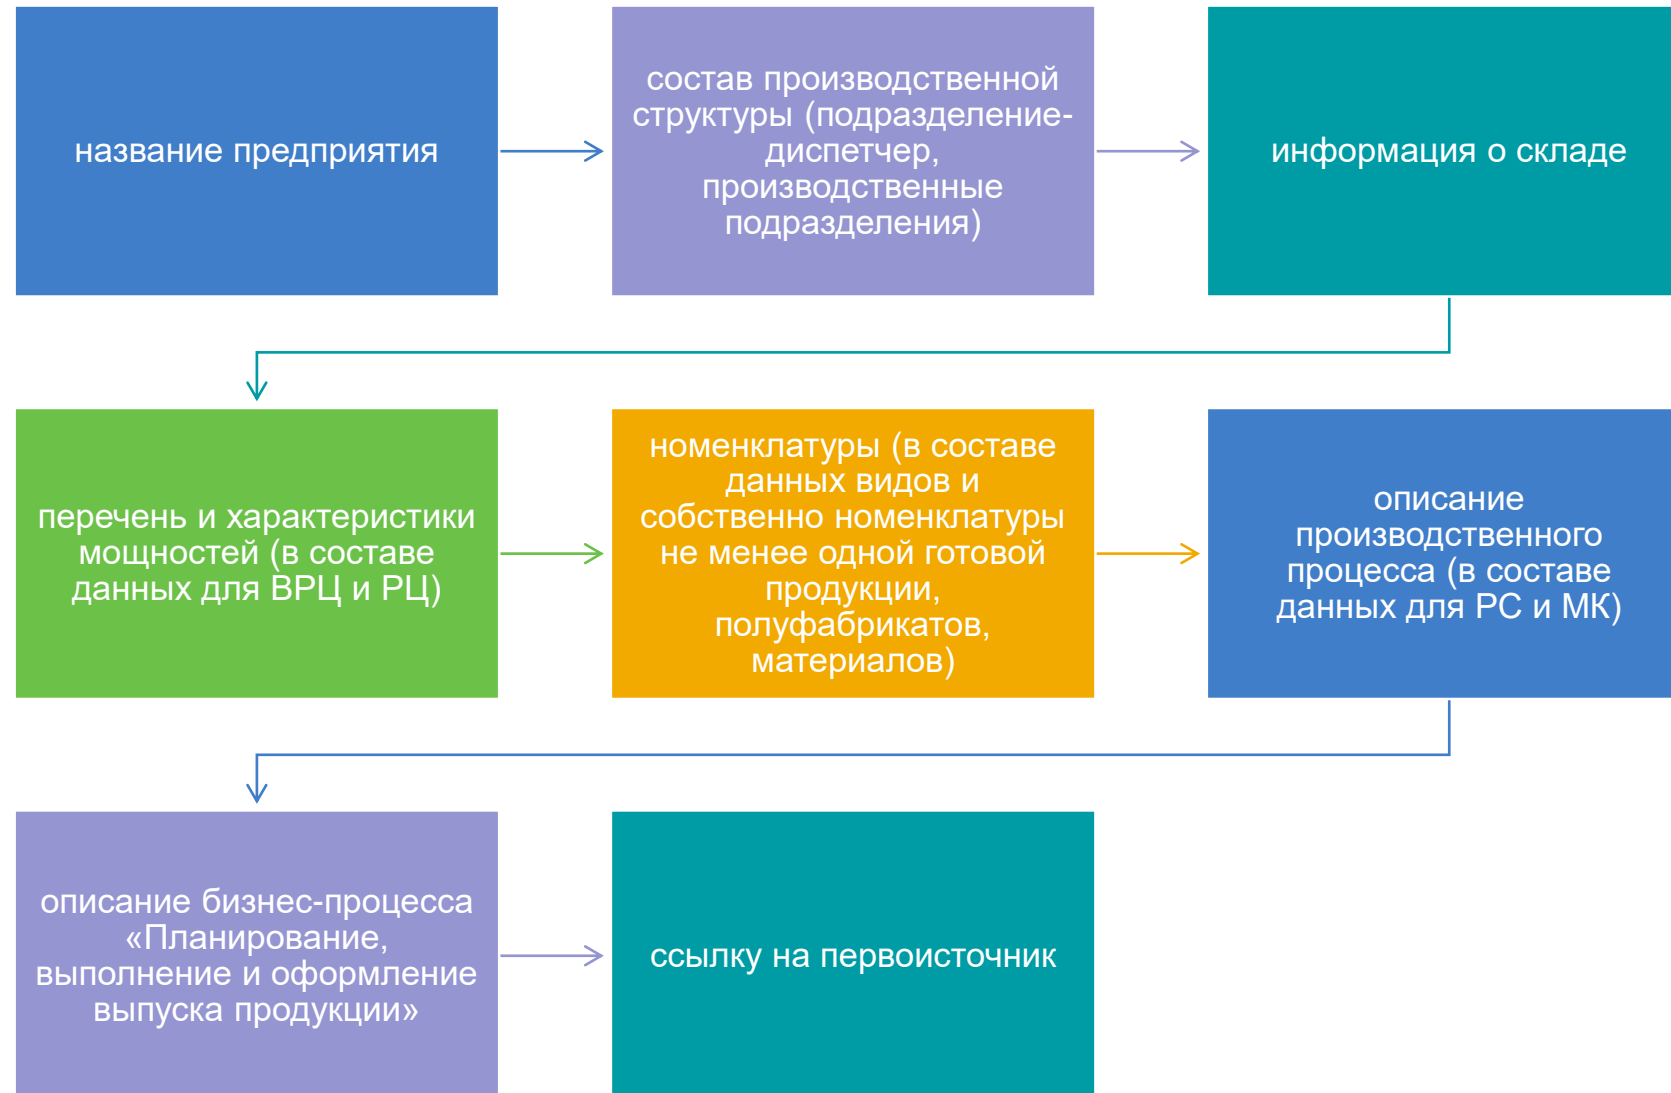 название предприятия
состав производственной
структуры (подразделение-
диспетчер,
производственные
подразделения)
информация о складе
перечень и характеристики
мощностей (в составе
данных для ВРЦ и РЦ)
номенклатуры (в составе
данных видов и
собственно номенклатуры
не менее одной готовой
продукции,
полуфабрикатов,
материалов)
описание
производственного
процесса (в составе
данных для РС и МК)
описание бизнес-процесса
«Планирование,
выполнение и оформление
выпуска продукции»
ссылку на первоисточник